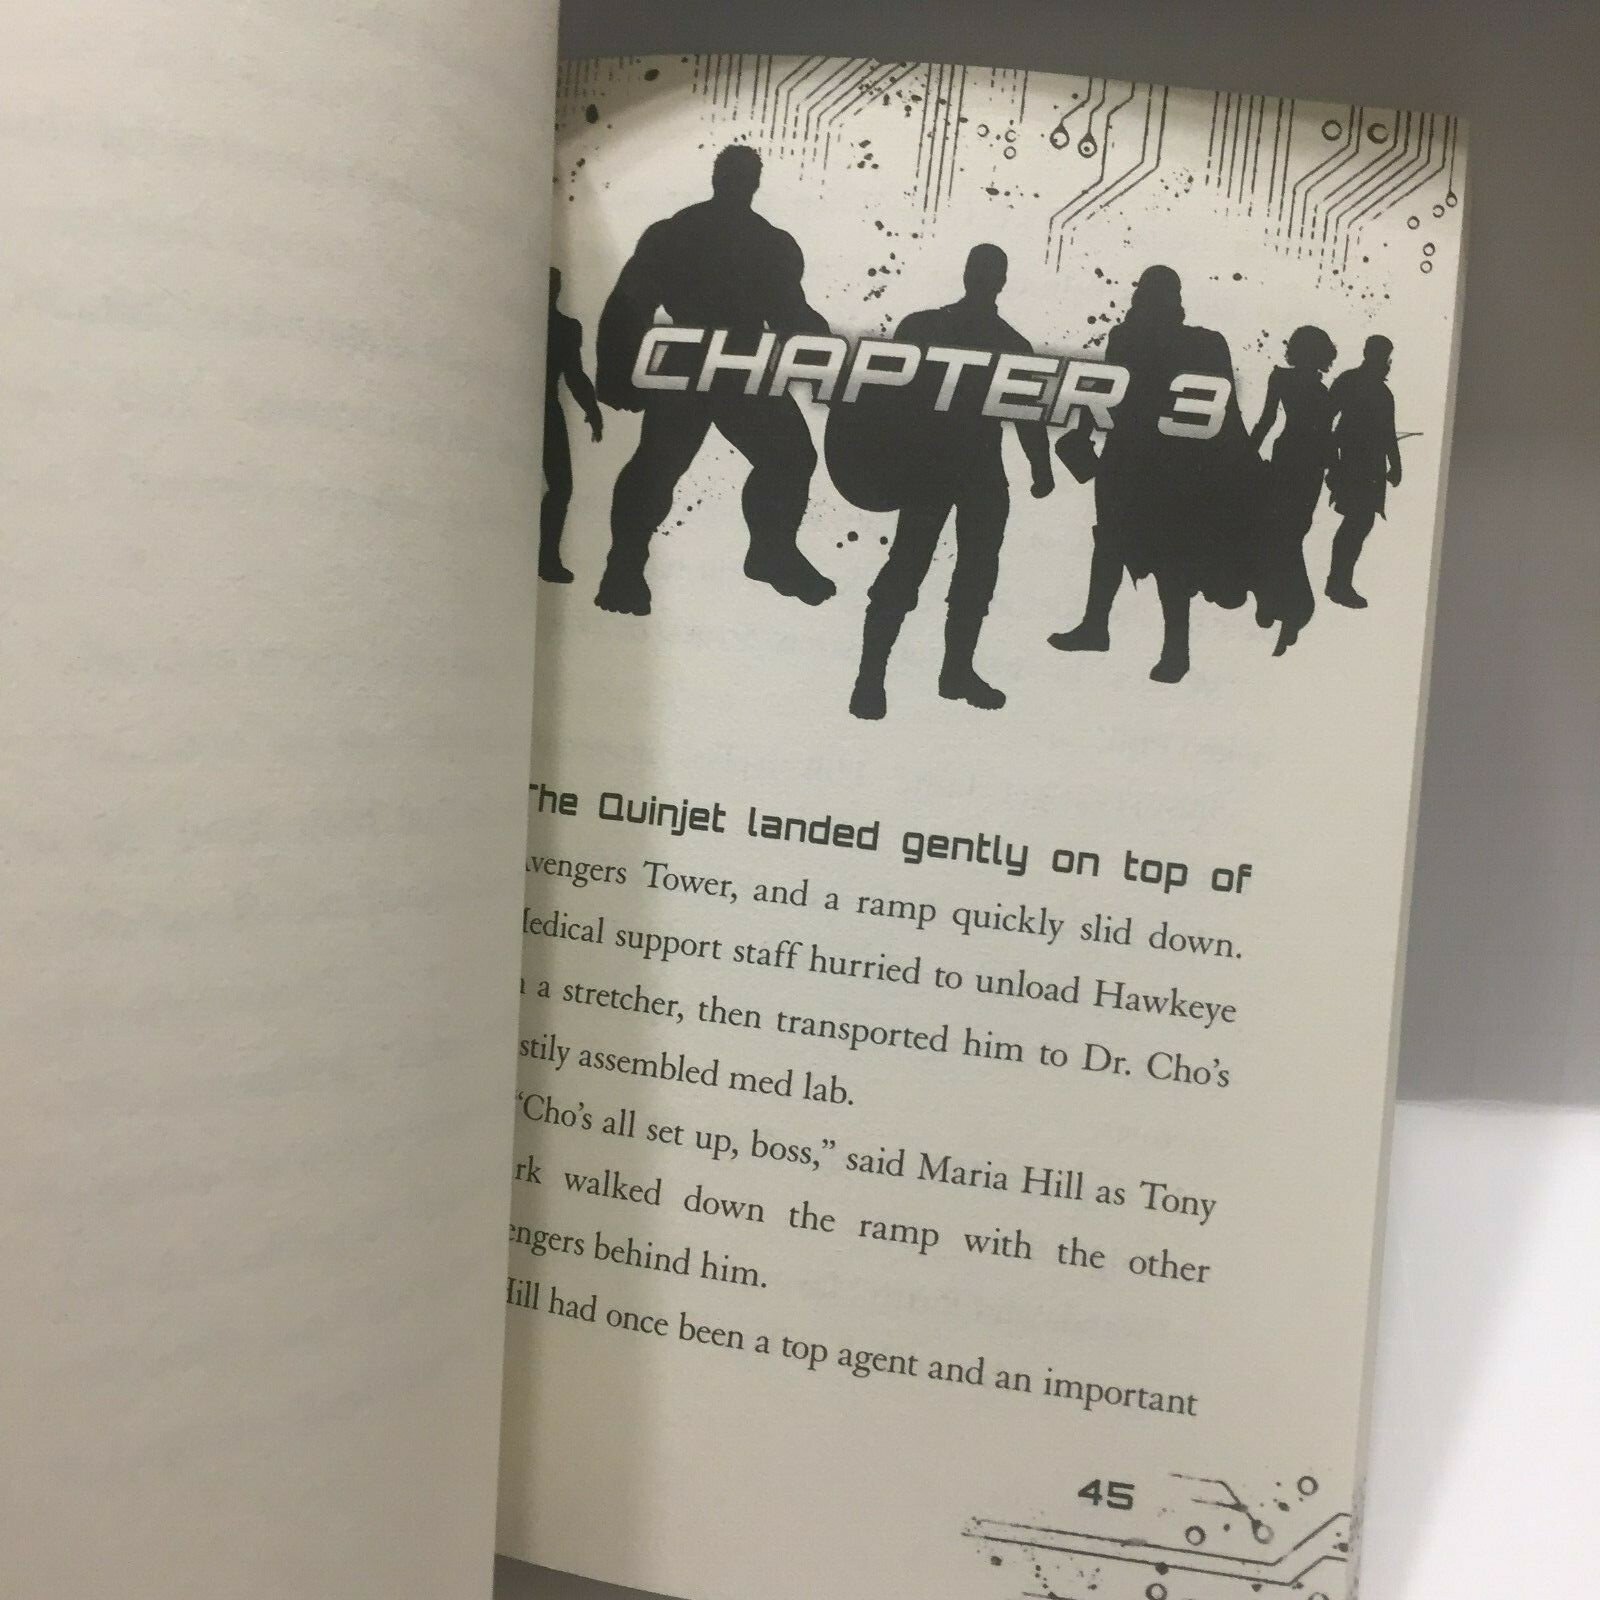 CHAPTER 3
The Quinjet landed gently on top of
Avengers Tower, and a ramp quickly slid down.
Medical support staff hurried to unload Hawkeye
a stretcher, then transported him to Dr. Cho's
stily assembled med lab.
"Cho's all set up, boss," said Maria Hill as Tony
rk walked down the ramp with the other
engers behind him.
Hill had once been a top agent and an important
45